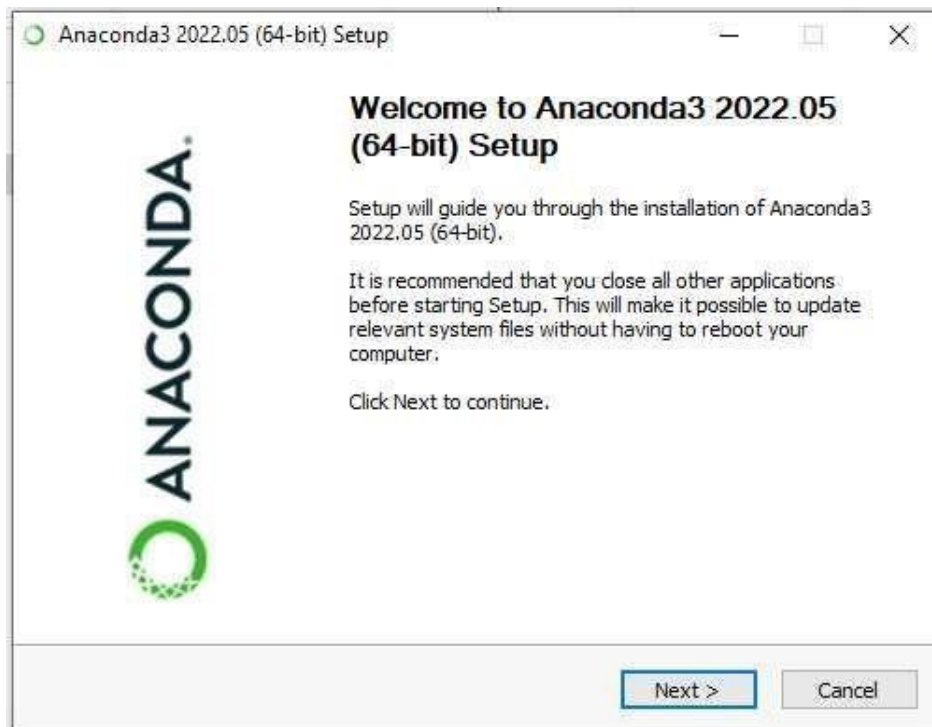 Anaconda3 2022.05 (64-bit) Setup
Welcome to Anaconda3 2022.05
(64-bit) Setup
Setup will guide you through the installation of Anaconda3
2022.05 (64-bit).
It is recommended that you close all other applications
before starting Setup. This will make it possible to update
relevant system files without having to reboot your
computer.
Click Next to continue.
ANACONDA.
Next >
Cancel